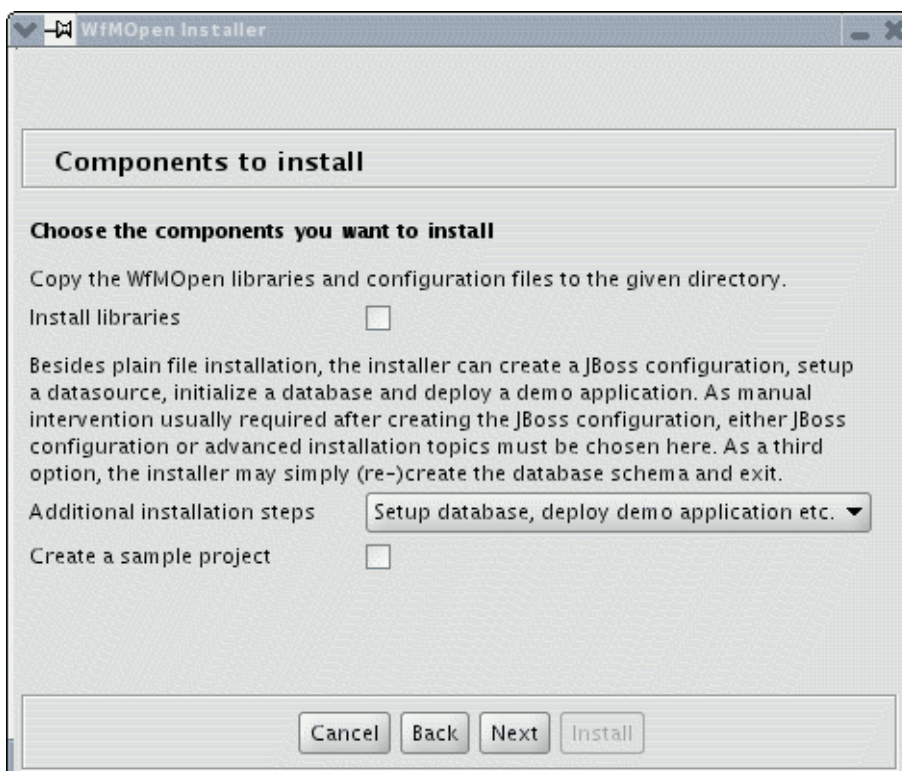 WfMOpen Installer
Components to install
Choose the components you want to install
Copy the WfMOpen libraries and configuration files to the given directory.
Install libraries
Besides plain file installation, the installer can create a JBoss configuration, setup
a datasource, initialize a database and deploy a demo application. As manual
intervention usually required after creating the JBoss configuration, either JBoss
configuration or advanced installation topics must be chosen here. As a third
option, the installer may simply (re-)create the database schema and exit.
Additional installation steps Setup database, deploy demo application etc.
Create a sample project
Cancel Back Next Install